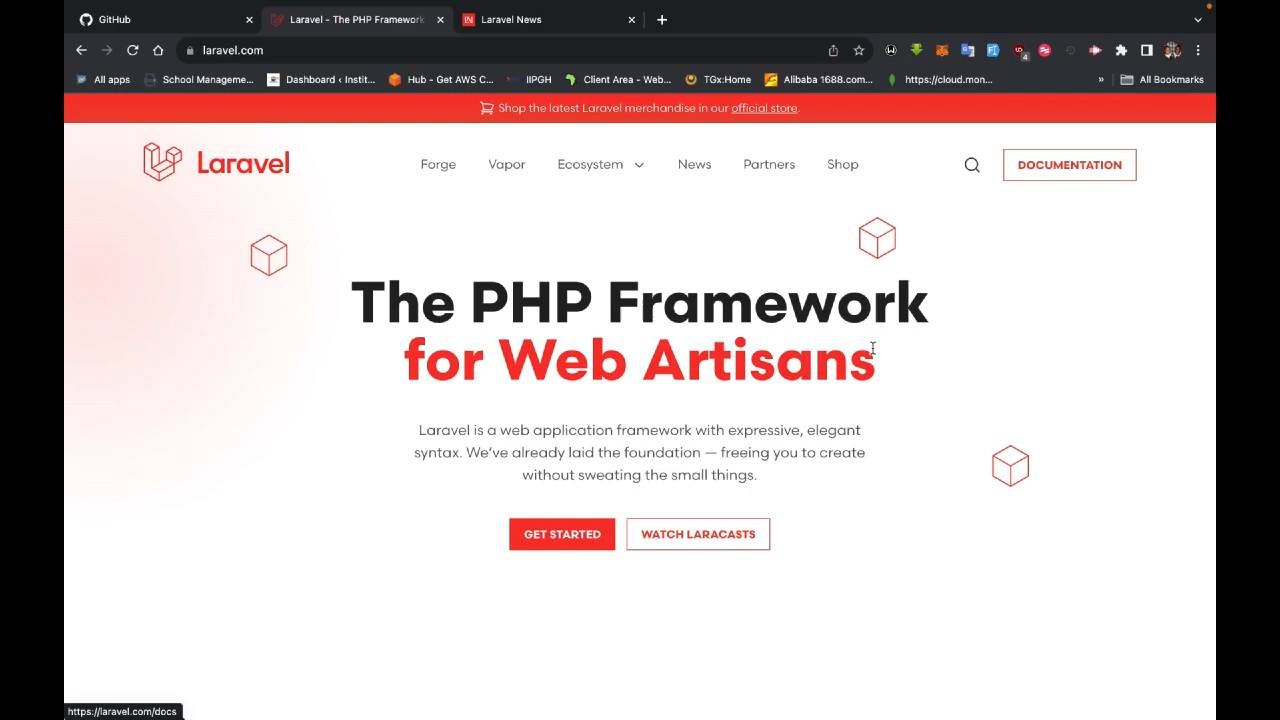 GitHub
Laravel - The PHP Framework
Laravel News
laravel.com
4
All apps
School Manageme...
Dashboard ‹ Instit...
Hub - Get AWS C...
IIPGH
Client Area - Web...
TGx:Home
Alibaba 1688.com...
https://cloud.mon...
»
All Bookmarks
Shop the latest Laravel merchandise in our official store.
Laravel
Forge
Vapor
Ecosystem
News
Partners
Shop
DOCUMENTATION
The PHP Framework
for Web Artisans
Laravel is a web application framework with expressive, elegant
syntax. We've already laid the foundation — freeing you to create
without sweating the small things.
GET STARTED
WATCH LARACASTS
https://laravel.com/docs